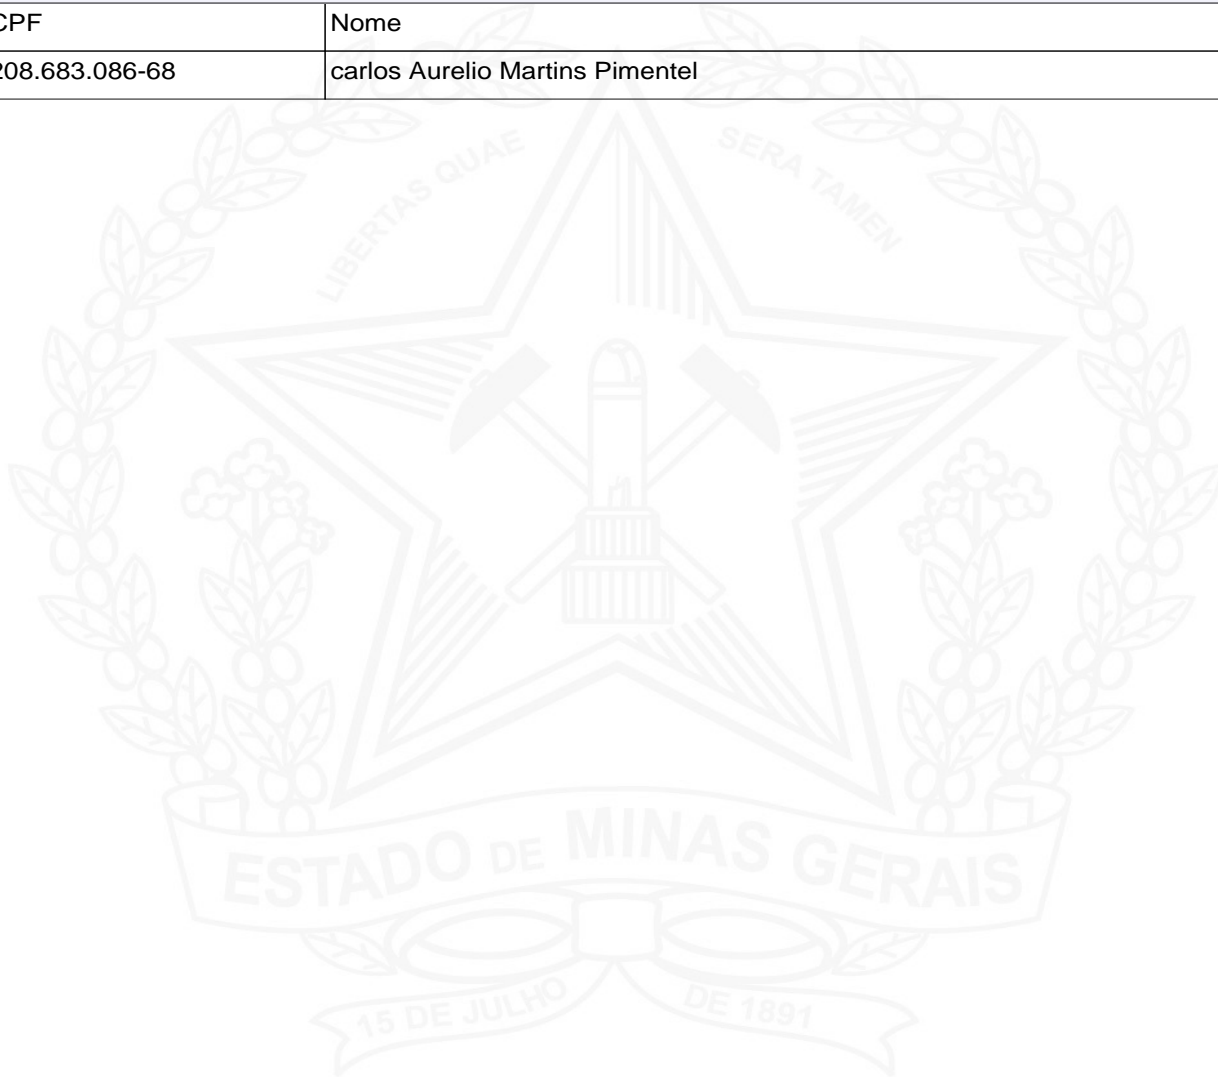 CPF Nome
208.683.086-68 carlos Aurelio Martins Pimentel
LIBERTAS QUAE SERA TAMEN
ESTADO DE MINAS GERAIS
15 DE JULHO DE 1891